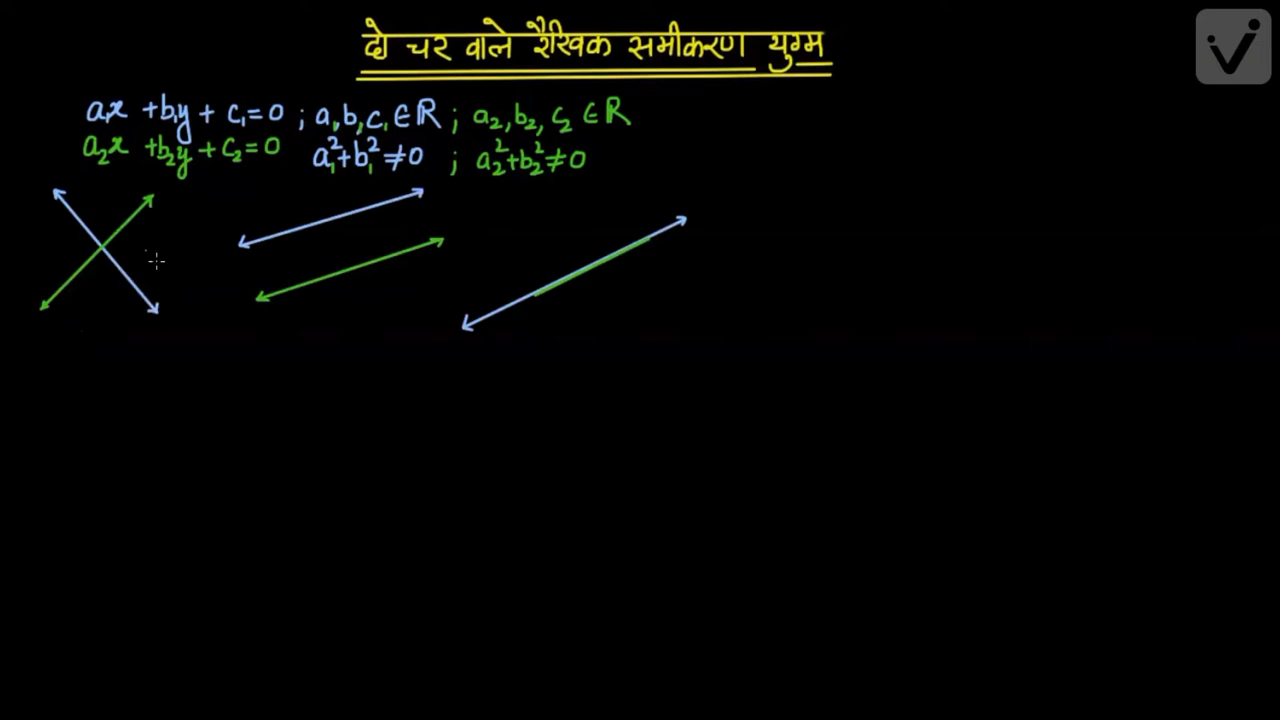 दो चर वाले रैखिक समीकरण युग्म
a₁x + b₁y + c₁ = 0 ; a₁, b₁, c₁ ∈ ℝ ; a₂, b₂, c₂ ∈ ℝ
a₂x + b₂y + c₂ = 0 a₁² + b₁² ≠ 0 ; a₂² + b₂² ≠ 0